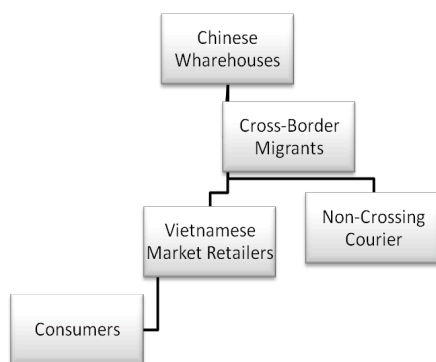 Chinese
Wharehouses
Cross-Border
Migrants
Vietnamese
Market Retailers
Non-Crossing
Courier
Consumers